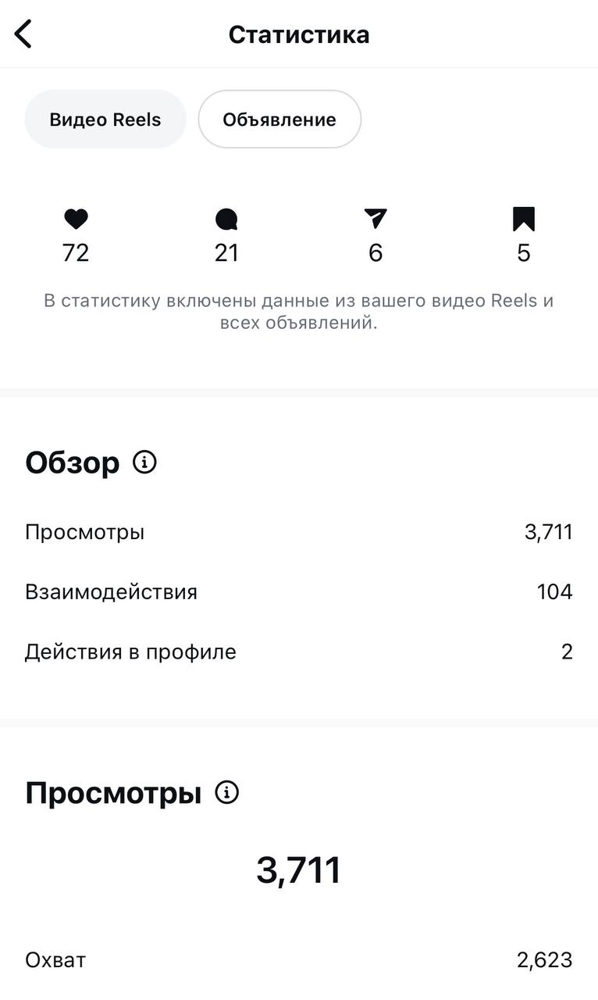 Статистика
Видео Reels
Объявление
72
21
6
5
В статистику включены данные из вашего видео Reels и
всех объявлений.
Обзор
Просмотры
3,711
Взаимодействия
104
Действия в профиле
2
Просмотры
3,711
Охват
2,623